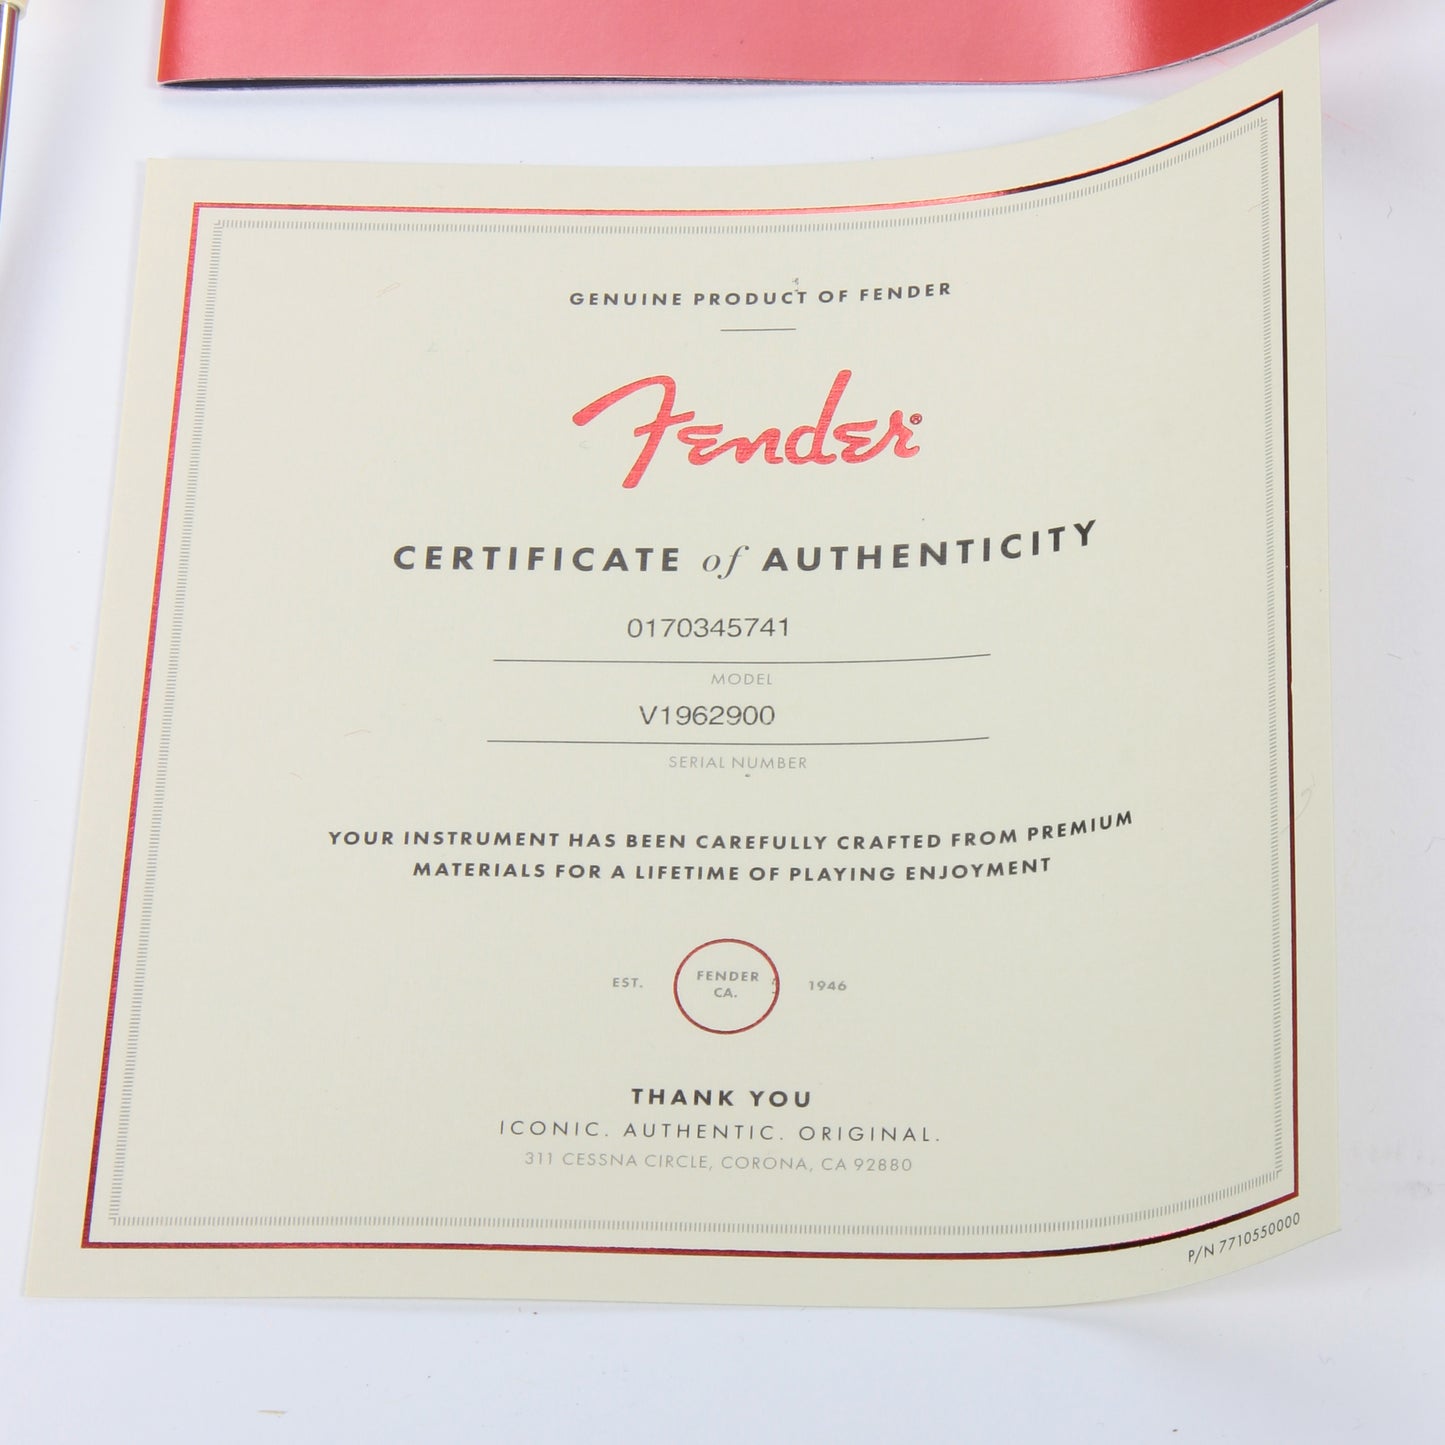 GENUINE PRODUCT OF FENDER
Fender®
CERTIFICATE of AUTHENTICITY
0170345741
MODEL
V1962900
SERIAL NUMBER
YOUR INSTRUMENT HAS BEEN CAREFULLY CRAFTED FROM PREMIUM
MATERIALS FOR A LIFETIME OF PLAYING ENJOYMENT
EST. FENDER CA. 1946
THANK YOU
ICONIC. AUTHENTIC. ORIGINAL.
311 CESSNA CIRCLE, CORONA, CA 92880
P/N 7710550000